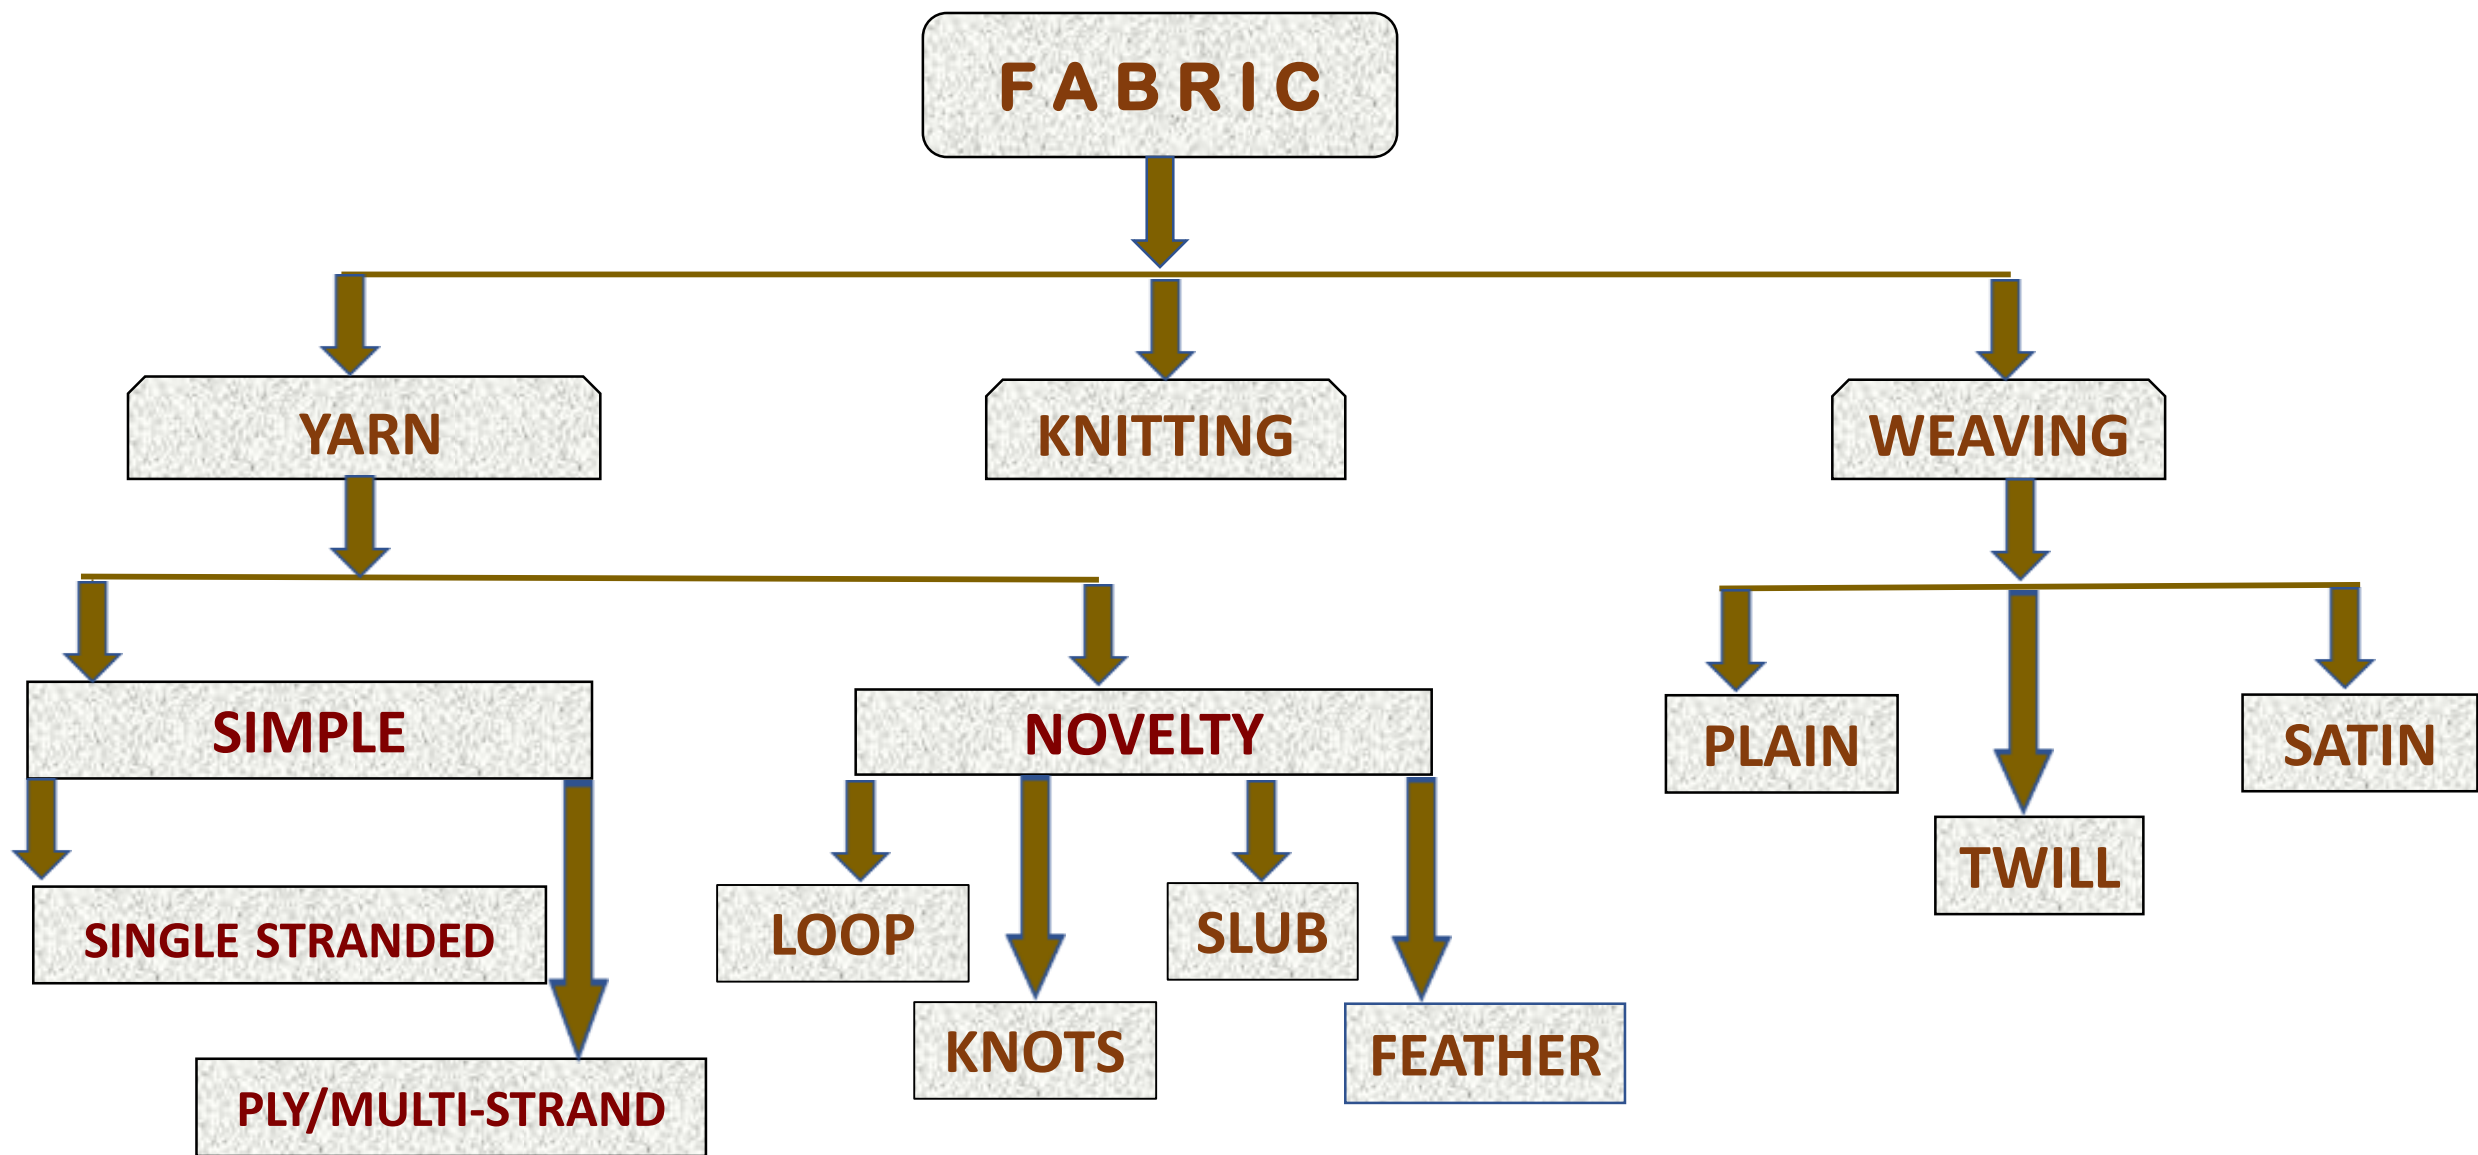 FABRIC
YARN
KNITTING
WEAVING
SIMPLE
NOVELTY
PLAIN
SATIN
TWILL
SINGLE STRANDED
LOOP
SLUB
KNOTS
FEATHER
PLY/MULTI-STRAND